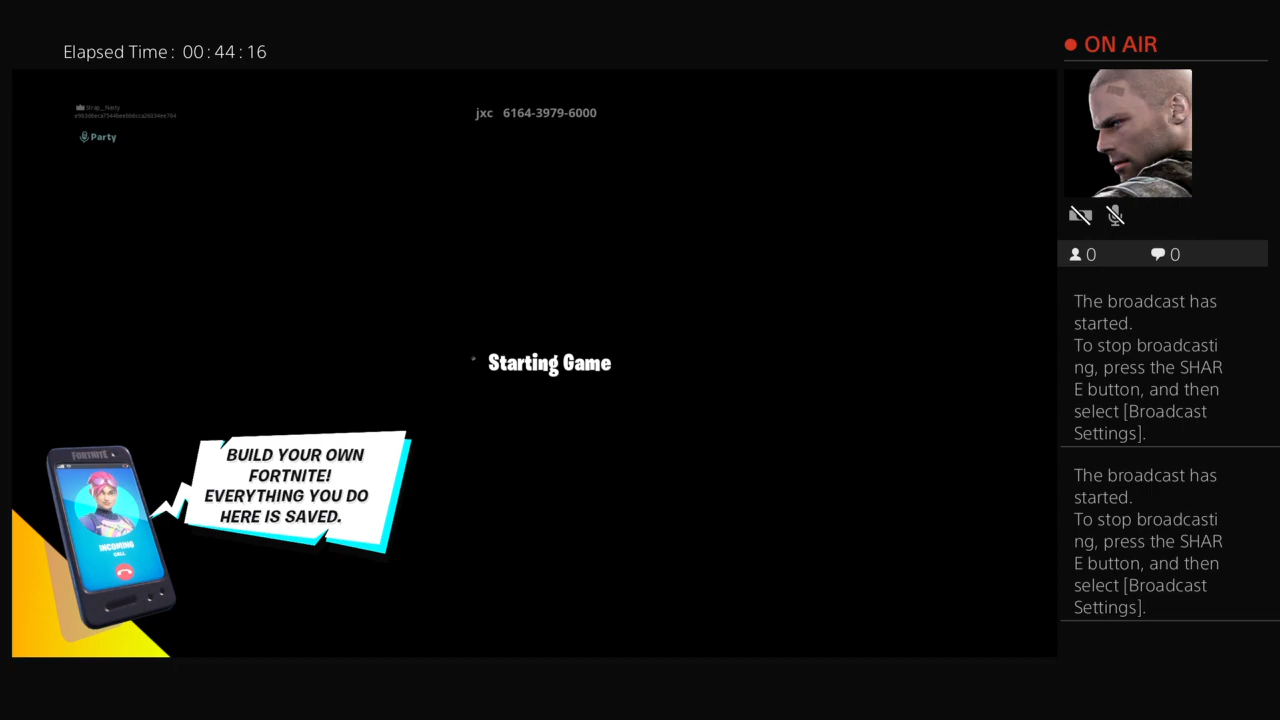 Elapsed Time: 00:44:16
ON AIR
Strap__Nasty
jxc 6164-3979-6000
Party
0 0
The broadcast has
started.
To stop broadcasti
ng, press the SHAR
E button, and then
select [Broadcast
Settings].
Starting Game
BUILD YOUR OWN
FORTNITE!
EVERYTHING YOU DO
HERE IS SAVED.
FORTNITE
INCOMING
CALL
The broadcast has
started.
To stop broadcasti
ng, press the SHAR
E button, and then
select [Broadcast
Settings].